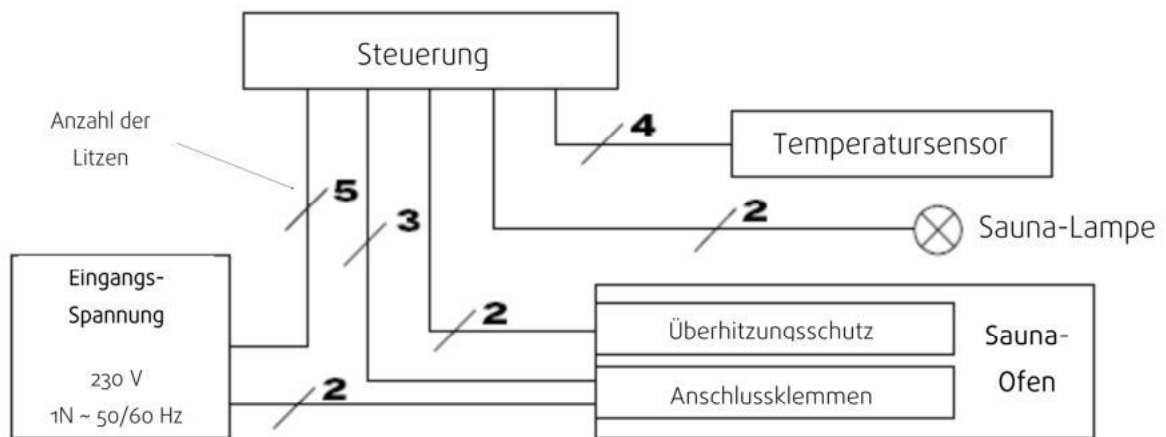 Steuerung
Anzahl der
Litzen
4
Temperatursensor
5
3
2
Sauna-Lampe
Eingangs-
Spannung
230 V
1N ~ 50/60 Hz
2
2
Überhitzungsschutz
Anschlussklemmen
Sauna-
Ofen